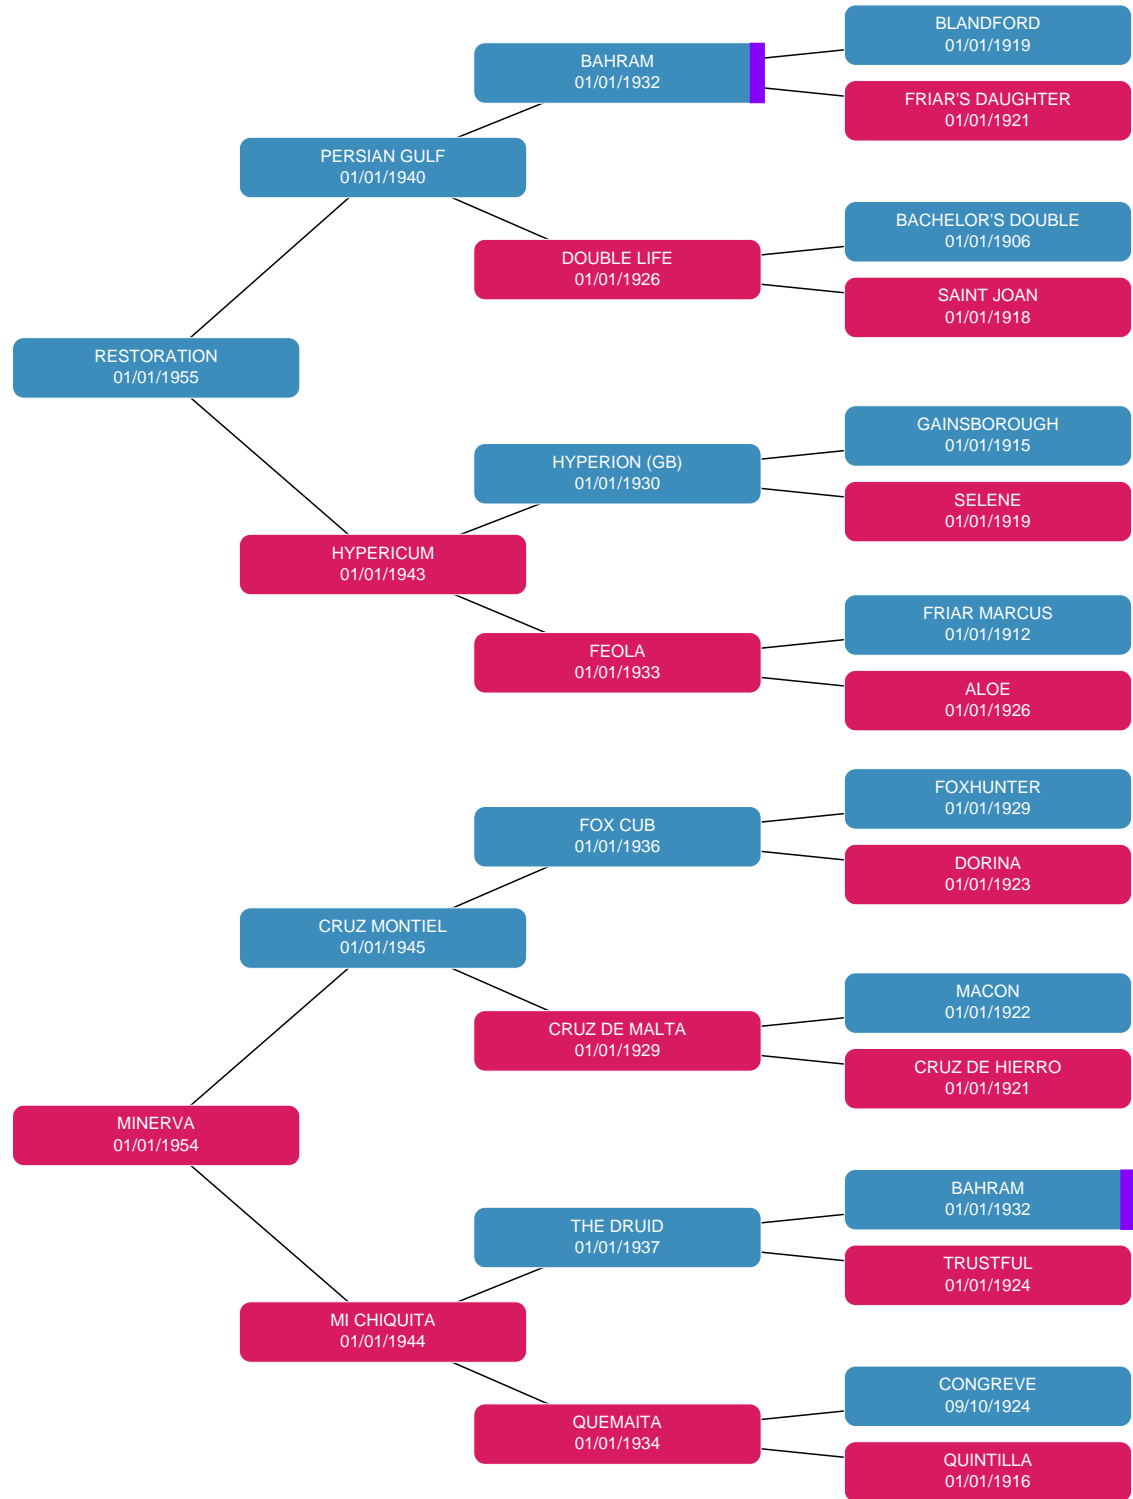 BLANDFORD
01/01/1919
BAHRAM
01/01/1932
FRIAR'S DAUGHTER
01/01/1921
PERSIAN GULF
01/01/1940
BACHELOR'S DOUBLE
01/01/1906
DOUBLE LIFE
01/01/1926
SAINT JOAN
01/01/1918
RESTORATION
01/01/1955
GAINSBOROUGH
01/01/1915
HYPERION (GB)
01/01/1930
SELENE
01/01/1919
HYPERICUM
01/01/1943
FRIAR MARCUS
01/01/1912
FEOLA
01/01/1933
ALOE
01/01/1926
FOXHUNTER
01/01/1929
FOX CUB
01/01/1936
DORINA
01/01/1923
CRUZ MONTIEL
01/01/1945
MACON
01/01/1922
CRUZ DE MALTA
01/01/1929
CRUZ DE HIERRO
01/01/1921
MINERVA
01/01/1954
BAHRAM
01/01/1932
THE DRUID
01/01/1937
TRUSTFUL
01/01/1924
MI CHIQUITA
01/01/1944
CONGREVE
09/10/1924
QUEMAITA
01/01/1934
QUINTILLA
01/01/1916